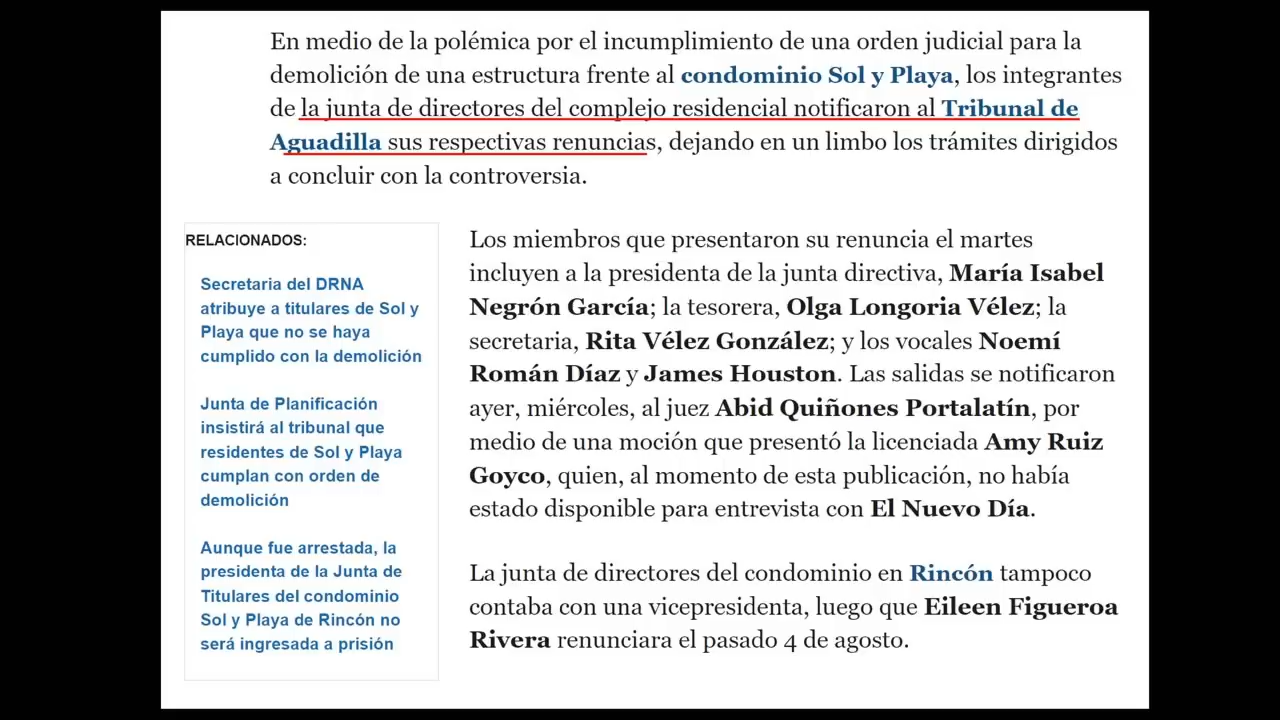 En medio de la polémica por el incumplimiento de una orden judicial para la
demolición de una estructura frente al condominio Sol y Playa, los integrantes
de la junta de directores del complejo residencial notificaron al Tribunal de
Aguadilla sus respectivas renuncias, dejando en un limbo los trámites dirigidos
a concluir con la controversia.
RELACIONADOS:
Secretaria del DRNA
atribuye a titulares de Sol y
Playa que no se haya
cumplido con la demolición
Junta de Planificación
insistirá al tribunal que
residentes de Sol y Playa
cumplan con orden de
demolición
Aunque fue arrestada, la
presidenta de la Junta de
Titulares del condominio
Sol y Playa de Rincón no
será ingresada a prisión
Los miembros que presentaron su renuncia el martes
incluyen a la presidenta de la junta directiva, María Isabel
Negrón García; la tesorera, Olga Longoria Vélez; la
secretaria, Rita Vélez González; y los vocales Noemí
Román Díaz y James Houston. Las salidas se notificaron
ayer, miércoles, al juez Abid Quiñones Portalatín, por
medio de una moción que presentó la licenciada Amy Ruiz
Goyco, quien, al momento de esta publicación, no había
estado disponible para entrevista con El Nuevo Día.
La junta de directores del condominio en Rincón tampoco
contaba con una vicepresidenta, luego que Eileen Figueroa
Rivera renunciara el pasado 4 de agosto.